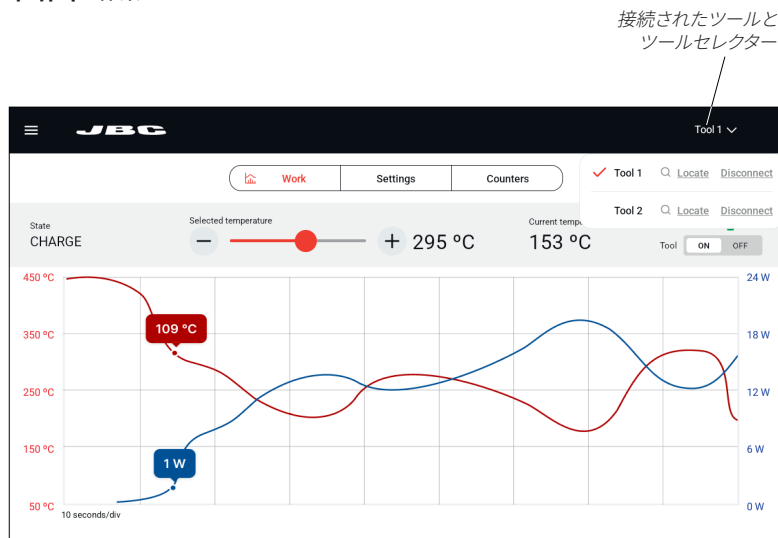 接続されたツールと
ツールセレクター
JBC
Tool 1
Work
Settings
Counters
Tool 1 Locate Disconnect
Tool 2 Locate Disconnect
State
CHARGE
Selected temperature
295 ºC
153 ºC
Tool ON OFF
450 ºC
24 W
109 ºC
350 ºC
18 W
250 ºC
12 W
150 ºC
6 W
1 W
50 ºC
0 W
10 seconds/div